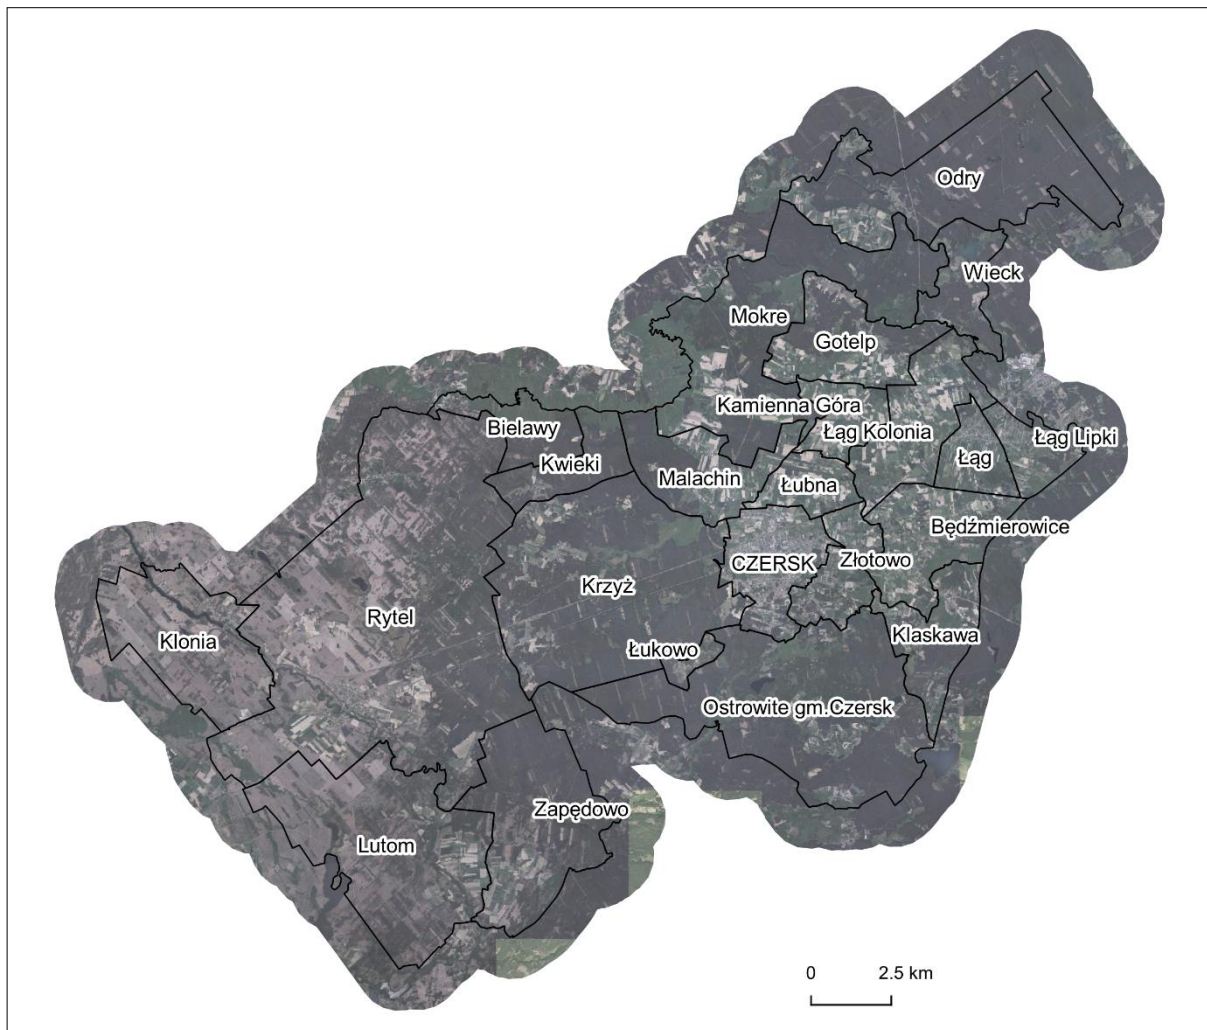 Odry
Wieck
Mokre
Gotelp
Kamienna Góra
Bielawy
Łąg Kolonia
Łąg Lipki
Kwieki
Łąg
Malachin
Łubna
Będźmierowice
CZERSK
Złotowo
Krzyż
Rytel
Klonia
Klaskawa
Łukowo
Ostrowite gm.Czersk
Zapędowo
Lutom
0 2.5 km